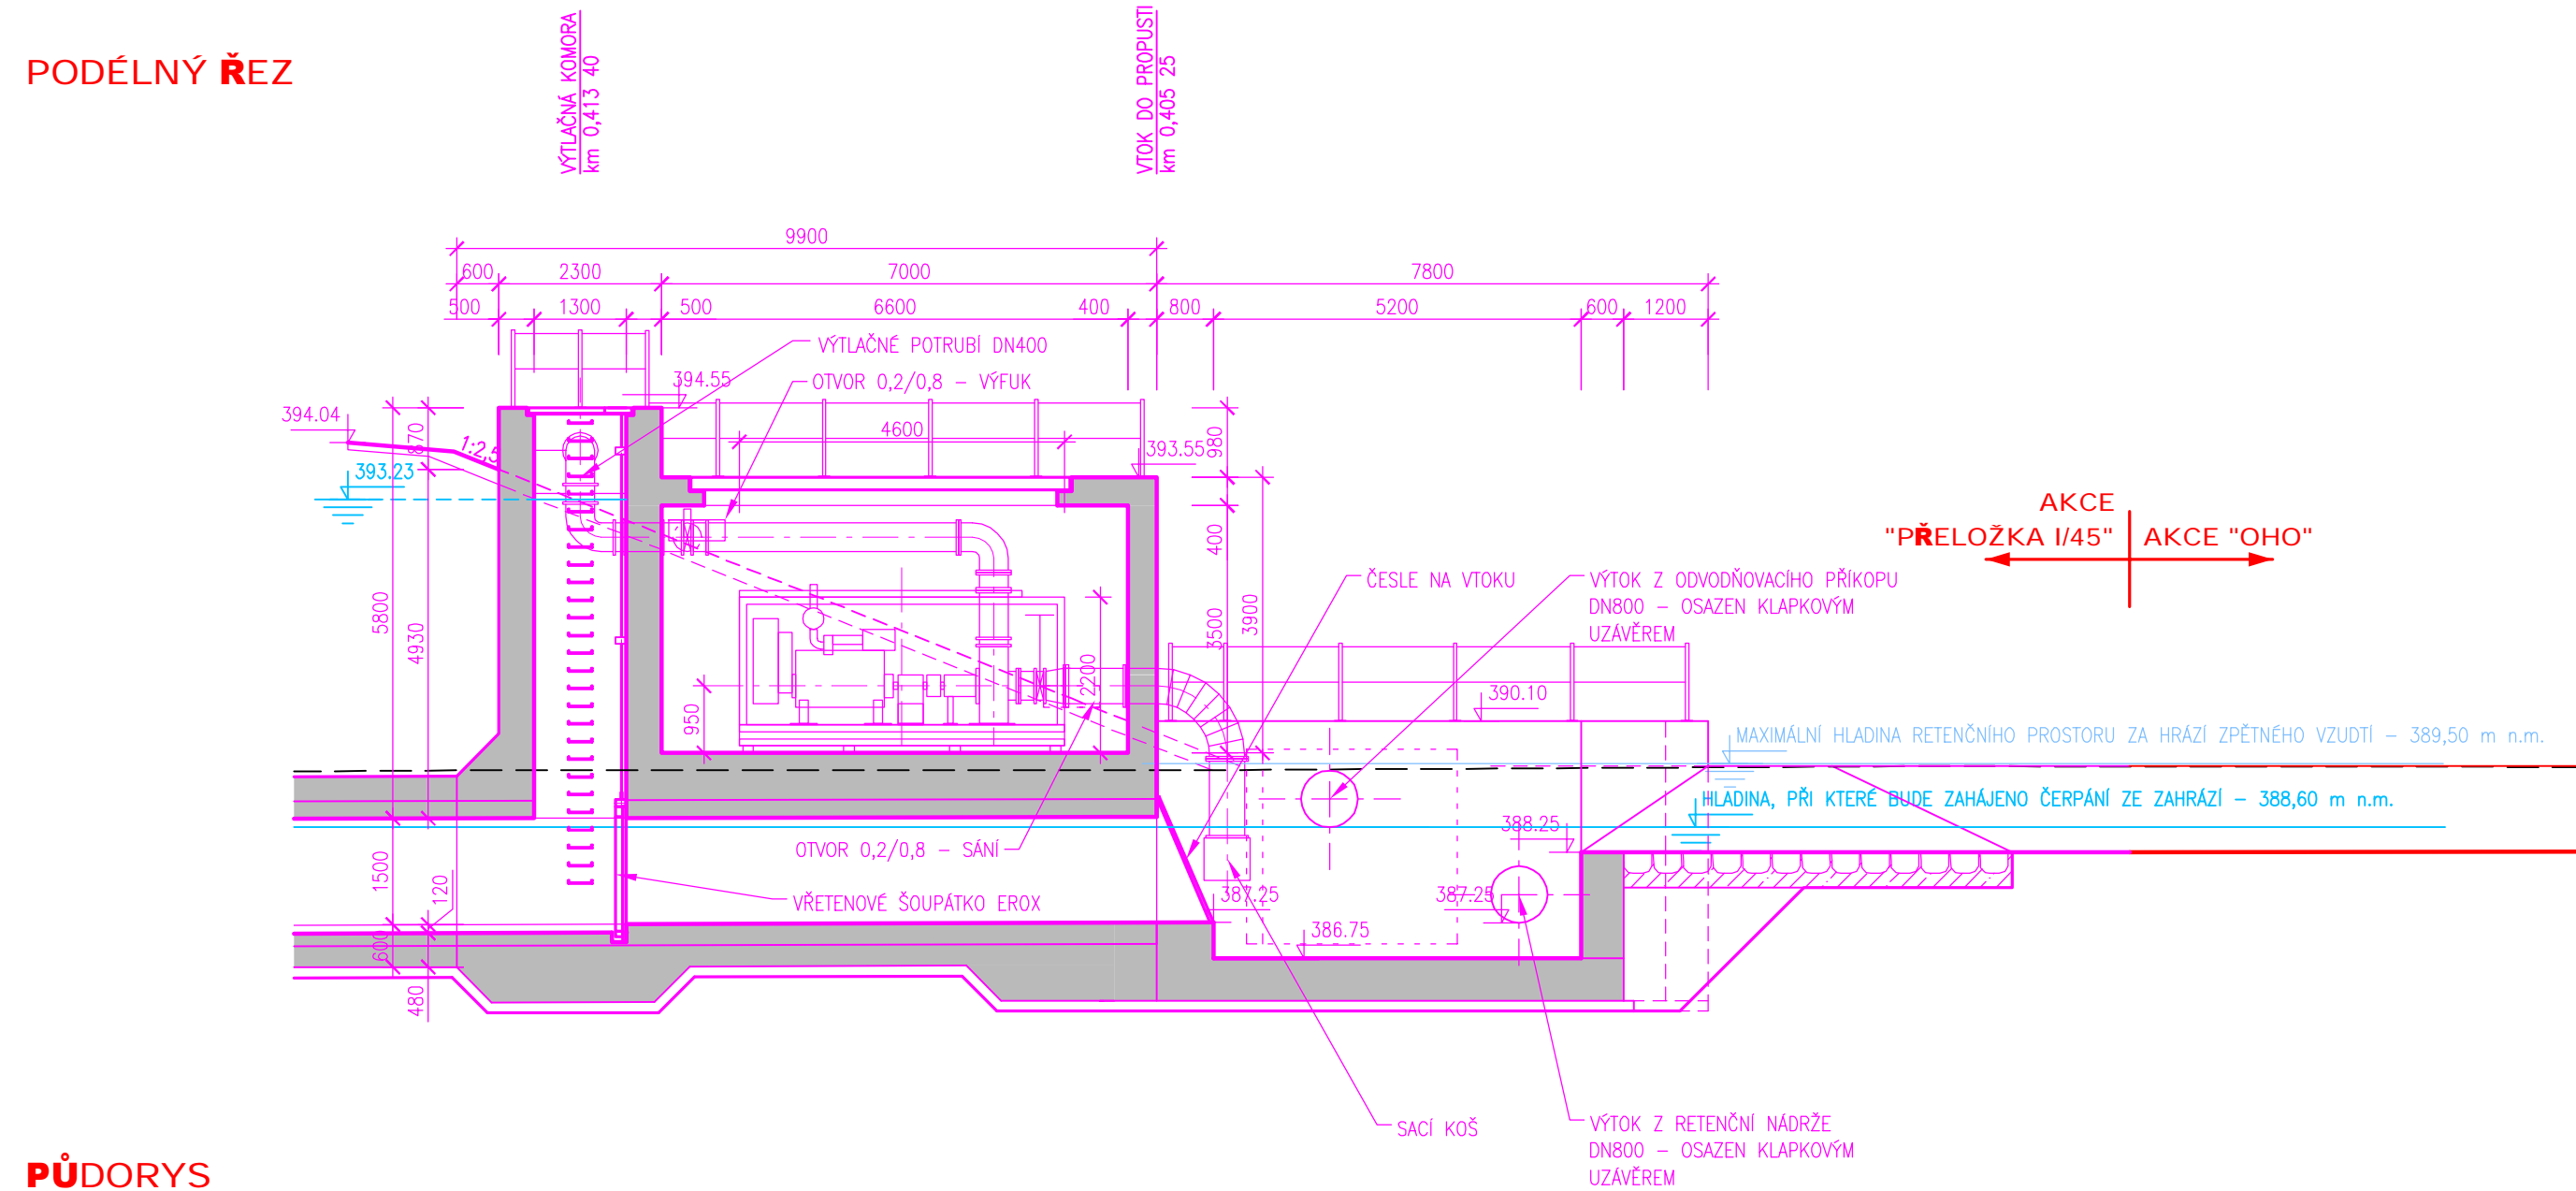 PODÉLNÝ ŘEZ
VÝTLAČNÁ KOMORA
km 0,413 40
VTOK DO PROPUSTI
km 0,405 25
9900
600 2300 7000 7800
500 1300 500 6600 400 800 5200 600 1200
VÝTLAČNÉ POTRUBÍ DN400
OTVOR 0,2/0,8 – VÝFUK
394.55
394.04
870
1:2,5
4600
980
393.55
393.23
AKCE
"PŘELOŽKA I/45" AKCE "OHO"
400
ČESLE NA VTOKU
VÝTOK Z ODVODŇOVACÍHO PŘÍKOPU
DN800 – OSAZEN KLAPKOVÝM
UZÁVĚREM
5800
4930
3500
3900
2200
950
390.10
MAXIMÁLNÍ HLADINA RETENČNÍHO PROSTORU ZA HRÁZÍ ZPĚTNÉHO VZUDTÍ – 389,50 m n.m.
HLADINA, PŘI KTERÉ BUDE ZAHÁJENO ČERPÁNÍ ZE ZAHRÁZÍ – 388,60 m n.m.
388.25
OTVOR 0,2/0,8 – SÁNÍ
1500
120
VŘETENOVÉ ŠOUPÁTKO EROX
387.25
387.25
386.75
600
480
SACÍ KOŠ
VÝTOK Z RETENČNÍ NÁDRŽE
DN800 – OSAZEN KLAPKOVÝM
UZÁVĚREM
PŮDORYS